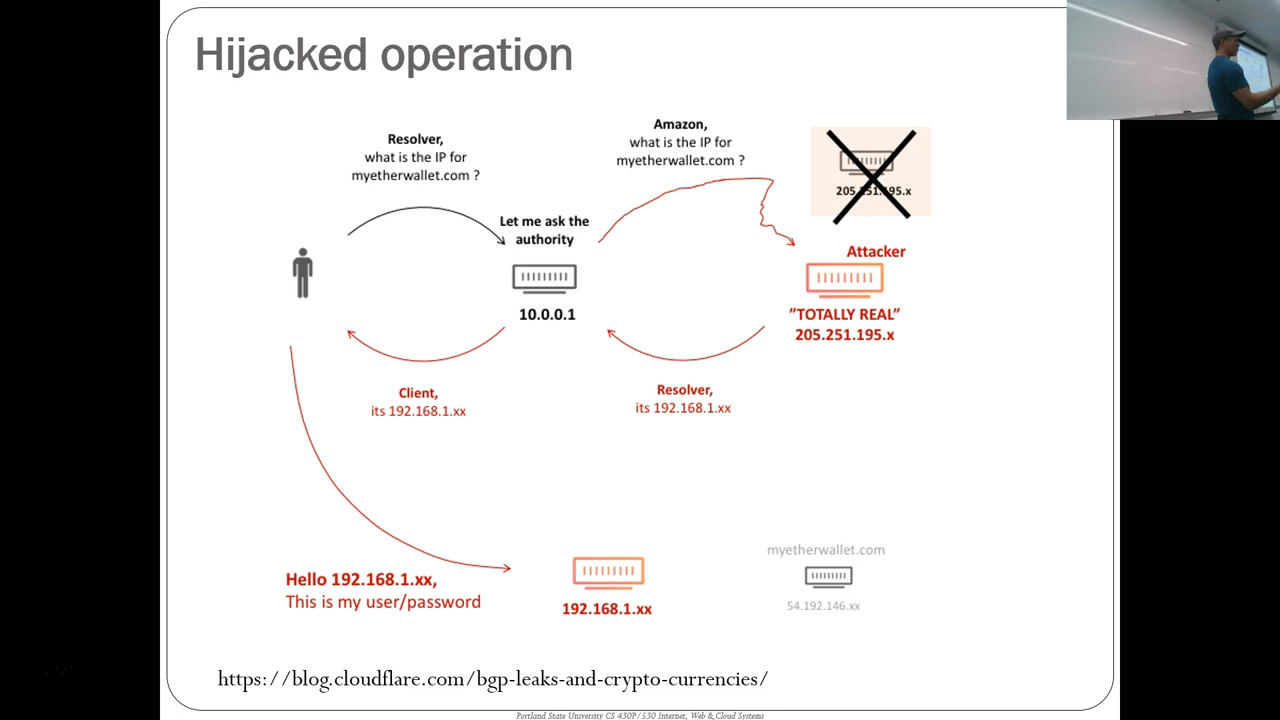 Hijacked operation
Resolver,
what is the IP for
myetherwallet.com ?
Amazon,
what is the IP for
myetherwallet.com ?
205.251.195.x
Let me ask the
authority
10.0.0.1
Attacker
”TOTALLY REAL”
205.251.195.x
Client,
its 192.168.1.xx
Resolver,
its 192.168.1.xx
Hello 192.168.1.xx,
This is my user/password
192.168.1.xx
myetherwallet.com
54.192.146.xx
https://blog.cloudflare.com/bgp-leaks-and-crypto-currencies/
Portland State University CS 430P/530 Internet, Web & Cloud Systems